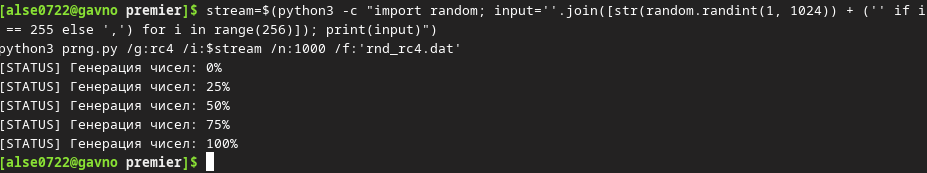 [alse0722@gavno premier]$ stream=$(python3 -c "import random; input=''.join([str(random.randint(1, 1024)) + ('' if i
== 255 else ',') for i in range(256)]); print(input)")
python3 prng.py /g:rc4 /i:$stream /n:1000 /f:'rnd_rc4.dat'
[STATUS] Генерация чисел: 0%
[STATUS] Генерация чисел: 25%
[STATUS] Генерация чисел: 50%
[STATUS] Генерация чисел: 75%
[STATUS] Генерация чисел: 100%
[alse0722@gavno premier]$